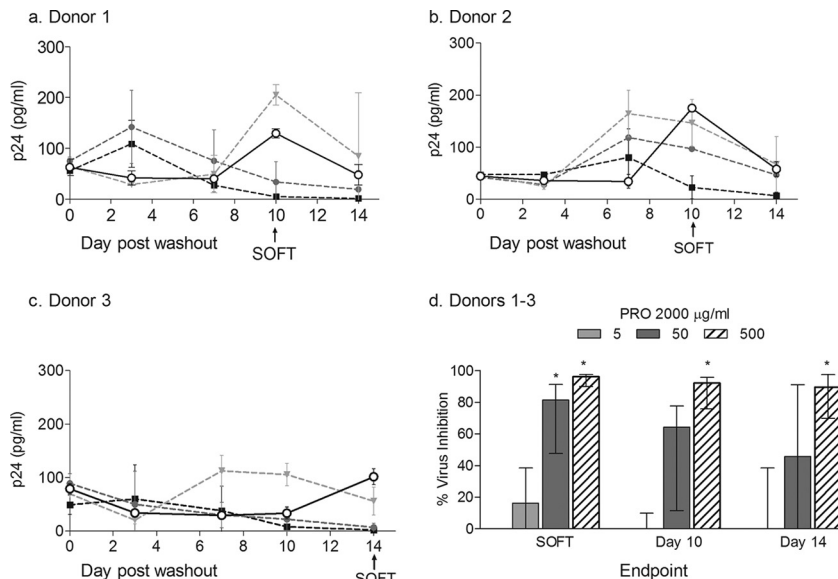 a. Donor 1
300
200
100
0
p24 (pg/ml)
0 2 4 6 8 10 12 14
Day post washout
SOFT
b. Donor 2
300
200
100
0
p24 (pg/ml)
0 2 4 6 8 10 12 14
Day post washout
SOFT
c. Donor 3
300
200
100
0
p24 (pg/ml)
0 2 4 6 8 10 12 14
Day post washout
SOFT
d. Donors 1-3
PRO 2000 µg/ml
5 50 500
100
80
60
40
20
0
% Virus Inhibition
* * * *
SOFT Day 10 Day 14
Endpoint